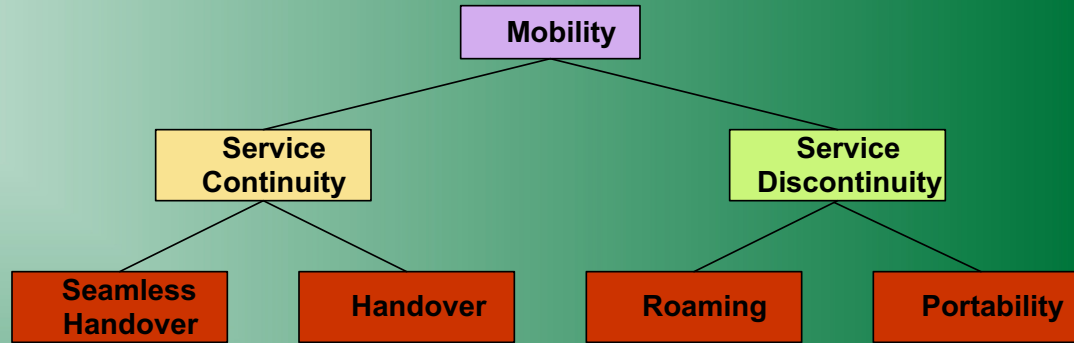 Mobility
Service
Continuity
Service
Discontinuity
Seamless
Handover
Handover
Roaming
Portability